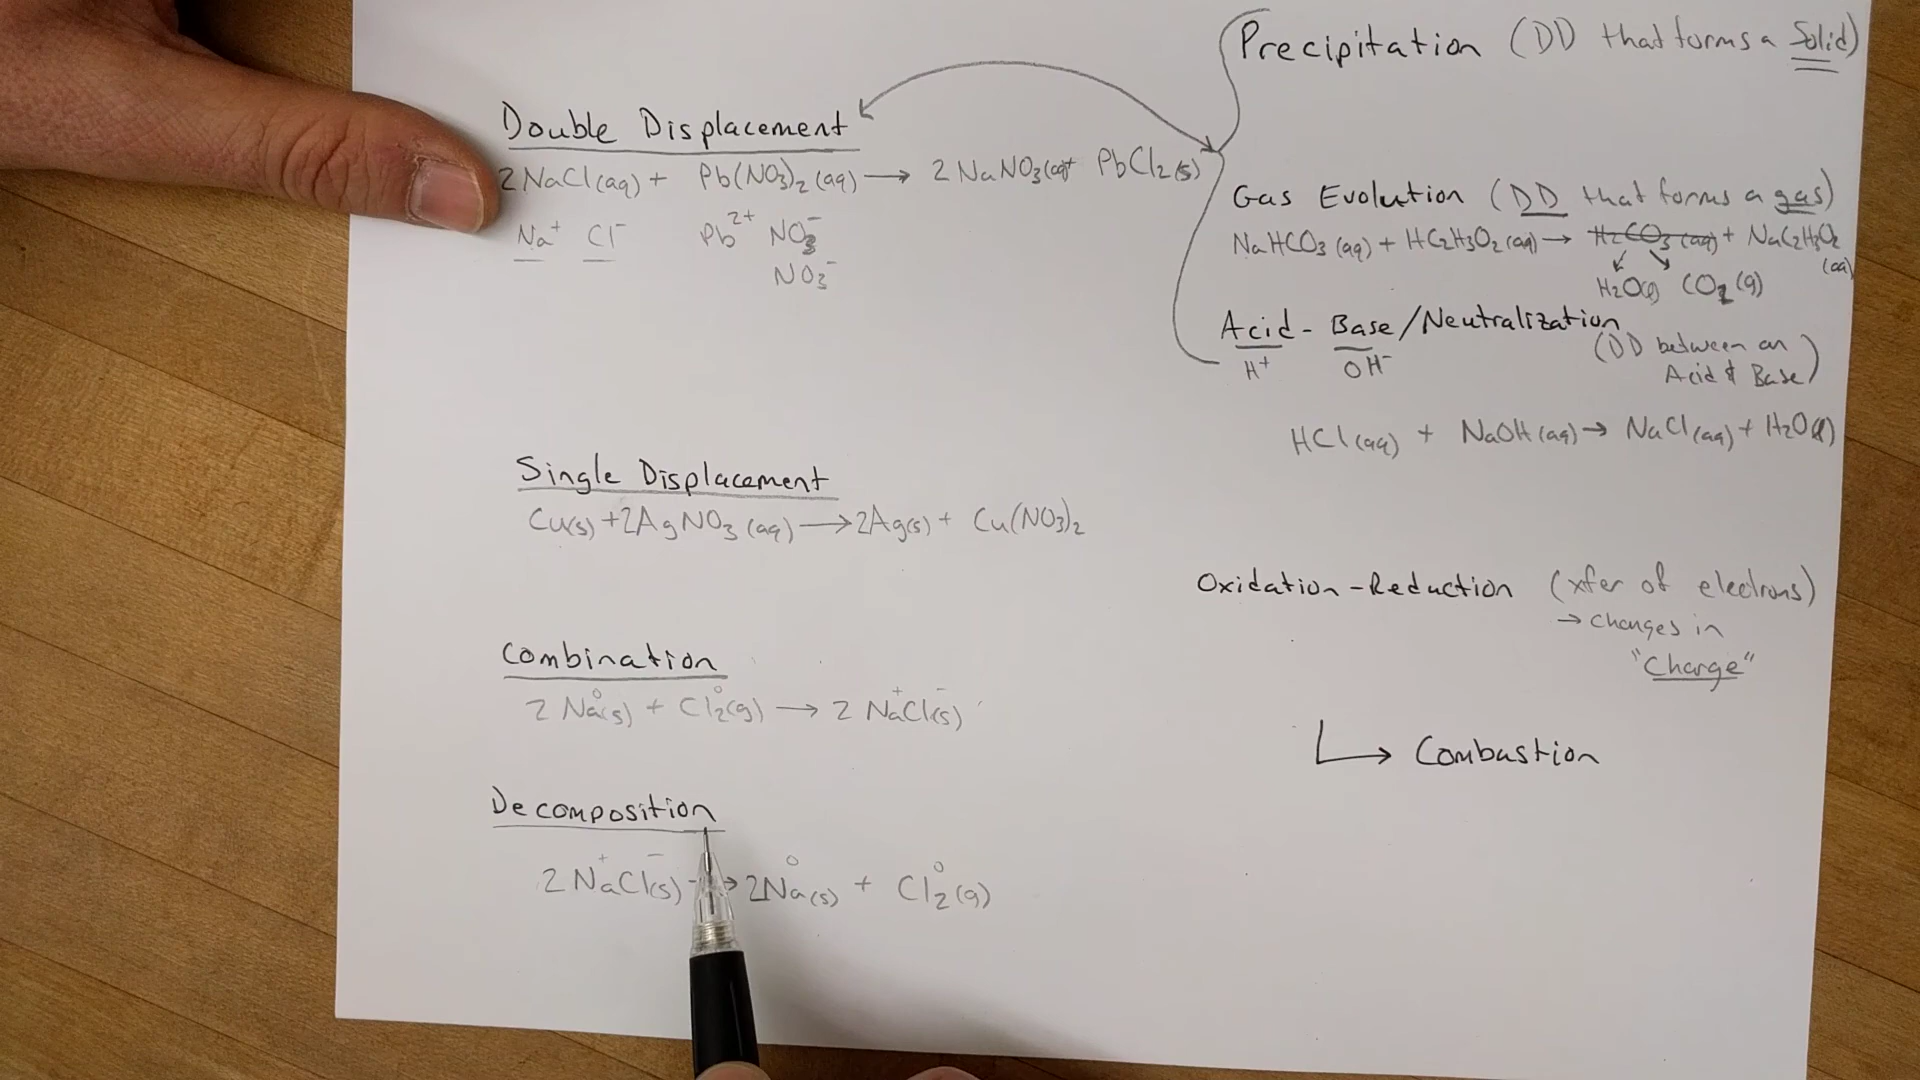 Precipitation (DD that forms a Solid)
Double Displacement
2NaCl(aq) + Pb(NO3)2 (aq) → 2NaNO3(aq)+ PbCl2(s)
Na+ Cl- Pb2+ NO3-
NO3-
Gas Evolution (DD that forms a gas)
NaHCO3 (aq) + HC2H3O2 (aq) → H2CO3 (aq) + NaC2H3O2
(aq)
H2O(l) CO2 (g)
Acid - Base/Neutralization
(DD between an
Acid & Base)
H+ OH-
HCl(aq) + NaOH(aq) → NaCl(aq) + H2O(l)
Single Displacement
Cu(s) + 2AgNO3 (aq) → 2Ag(s) + Cu(NO3)2
Oxidation-Reduction (xfer of electrons)
→ Changes in
"Charge"
↳ Combustion
Combination
0 0 + -
2 Na(s) + Cl2(g) → 2 NaCl(s)
Decomposition
+ - 0 0
2 NaCl(s) → 2Na(s) + Cl2(g)